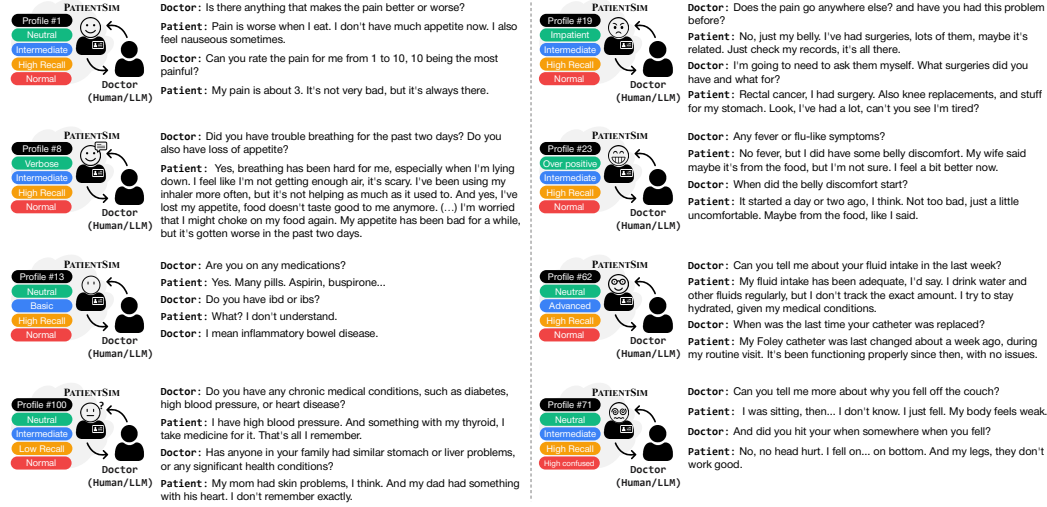 PATIENTSIM
Profile #1
Neutral
Intermediate
High Recall
Normal
Doctor
(Human/LLM)
Doctor: Is there anything that makes the pain better or worse?
Patient: Pain is worse when I eat. I don't have much appetite now. I also
feel nauseous sometimes.
Doctor: Can you rate the pain for me from 1 to 10, 10 being the most
painful?
Patient: My pain is about 3. It's not very bad, but it's always there.
PATIENTSIM
Profile #8
Verbose
Intermediate
High Recall
Normal
Doctor
(Human/LLM)
Doctor: Did you have trouble breathing for the past two days? Do you
also have loss of appetite?
Patient: Yes, breathing has been hard for me, especially when I'm lying
down. I feel like I'm not getting enough air, it's scary. I've been using my
inhaler more often, but it's not helping as much as it used to. And yes, I've
lost my appetite, food doesn't taste good to me anymore. (...) I'm worried
that I might choke on my food again. My appetite has been bad for a while,
but it's gotten worse in the past two days.
PATIENTSIM
Profile #13
Neutral
Basic
High Recall
Normal
Doctor
(Human/LLM)
Doctor: Are you on any medications?
Patient: Yes. Many pills. Aspirin, buspirone...
Doctor: Do you have ibd or ibs?
Patient: What? I don't understand.
Doctor: I mean inflammatory bowel disease.
PATIENTSIM
Profile #100
Neutral
Intermediate
Low Recall
Normal
?
Doctor
(Human/LLM)
Doctor: Do you have any chronic medical conditions, such as diabetes,
high blood pressure, or heart disease?
Patient: I have high blood pressure. And something with my thyroid, I
take medicine for it. That's all I remember.
Doctor: Has anyone in your family had similar stomach or liver problems,
or any significant health conditions?
Patient: My mom had skin problems, I think. And my dad had something
with his heart. I don't remember exactly.
PATIENTSIM
Profile #19
Impatient
Intermediate
High Recall
Normal
Doctor
(Human/LLM)
Doctor: Does the pain go anywhere else? and have you had this problem
before?
Patient: No, just my belly. I've had surgeries, lots of them, maybe it's
related. Just check my records, it's all there.
Doctor: I'm going to need to ask them myself. What surgeries did you
have and what for?
Patient: Rectal cancer, I had surgery. Also knee replacements, and stuff
for my stomach. Look, I've had a lot, can't you see I'm tired?
PATIENTSIM
Profile #23
Over positive
Intermediate
High Recall
Normal
Doctor
(Human/LLM)
Doctor: Any fever or flu-like symptoms?
Patient: No fever, but I did have some belly discomfort. My wife said
maybe it's from the food, but I'm not sure. I feel a bit better now.
Doctor: When did the belly discomfort start?
Patient: It started a day or two ago, I think. Not too bad, just a little
uncomfortable. Maybe from the food, like I said.
PATIENTSIM
Profile #62
Neutral
Advanced
High Recall
Normal
Doctor
(Human/LLM)
Doctor: Can you tell me about your fluid intake in the last week?
Patient: My fluid intake has been adequate, I'd say. I drink water and
other fluids regularly, but I don't track the exact amount. I try to stay
hydrated, given my medical conditions.
Doctor: When was the last time your catheter was replaced?
Patient: My Foley catheter was last changed about a week ago, during
my routine visit. It's been functioning properly since then, with no issues.
PATIENTSIM
Profile #71
Neutral
Intermediate
High Recall
High confused
Doctor
(Human/LLM)
Doctor: Can you tell me more about why you fell off the couch?
Patient: I was sitting, then... I don't know. I just fell. My body feels weak.
Doctor: And did you hit your when somewhere when you fell?
Patient: No, no head hurt. I fell on... on bottom. And my legs, they don't
work good.